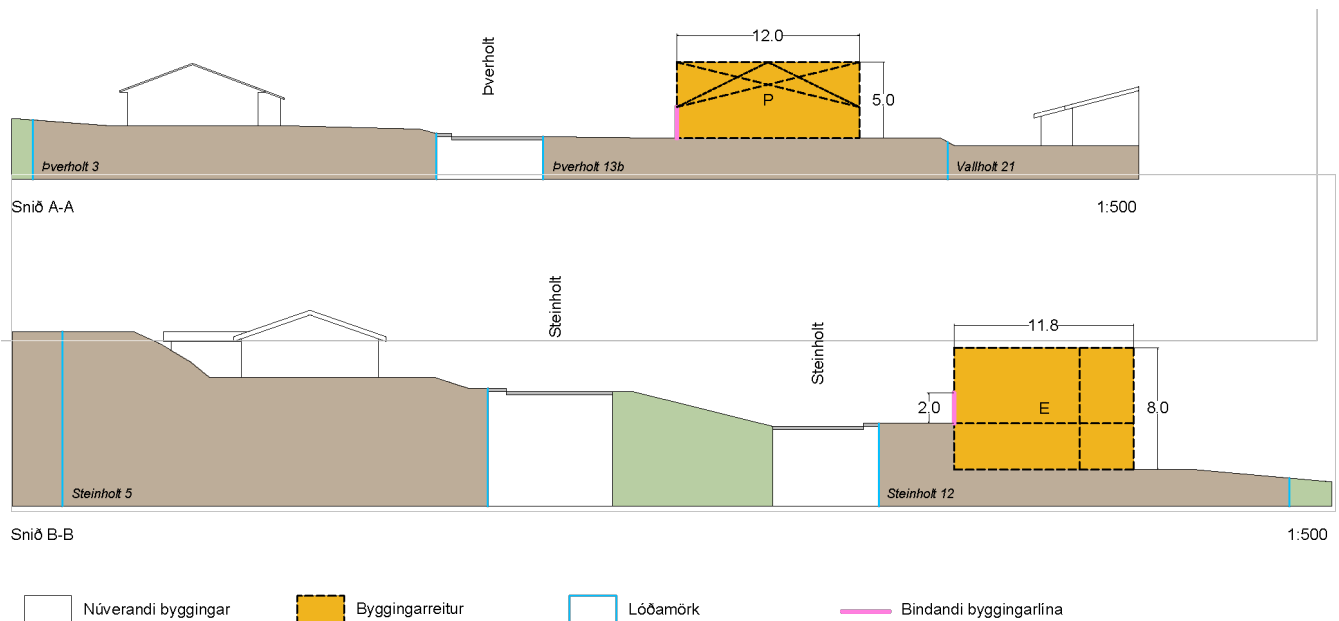 Þverholt
12.0
P
5.0
Þverholt 3
Þverholt 13b
Vallholt 21
Snið A-A
1:500
Steinholt
Steinholt
11.8
2.0
E
8.0
Steinholt 5
Steinholt 12
Snið B-B
1:500
Núverandi byggingar
Byggingarreitur
Lóðamörk
Bindandi byggingarlína